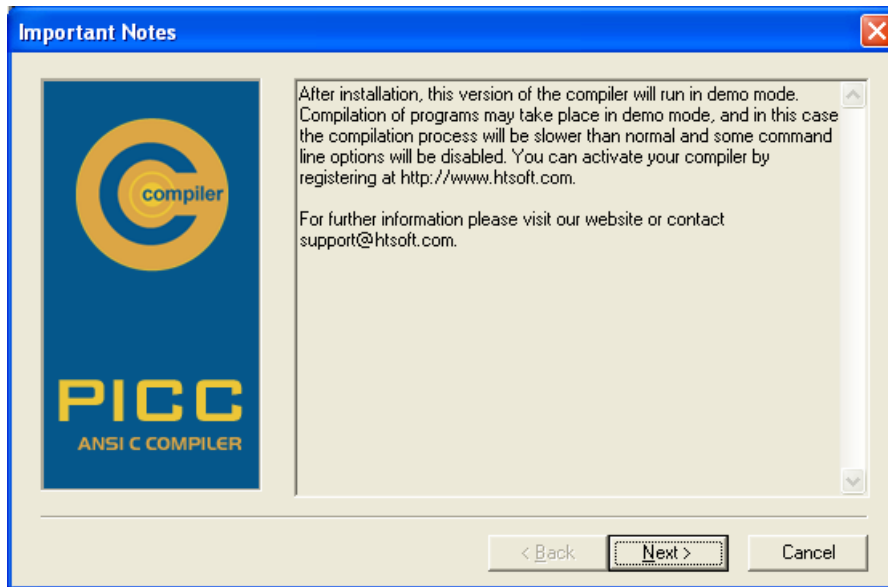 Important Notes
After installation, this version of the compiler will run in demo mode.
Compilation of programs may take place in demo mode, and in this case
the compilation process will be slower than normal and some command
line options will be disabled. You can activate your compiler by
registering at http://www.htsoft.com.
For further information please visit our website or contact
support@htsoft.com.
compiler
PICC
ANSI C COMPILER
< Back
Next >
Cancel